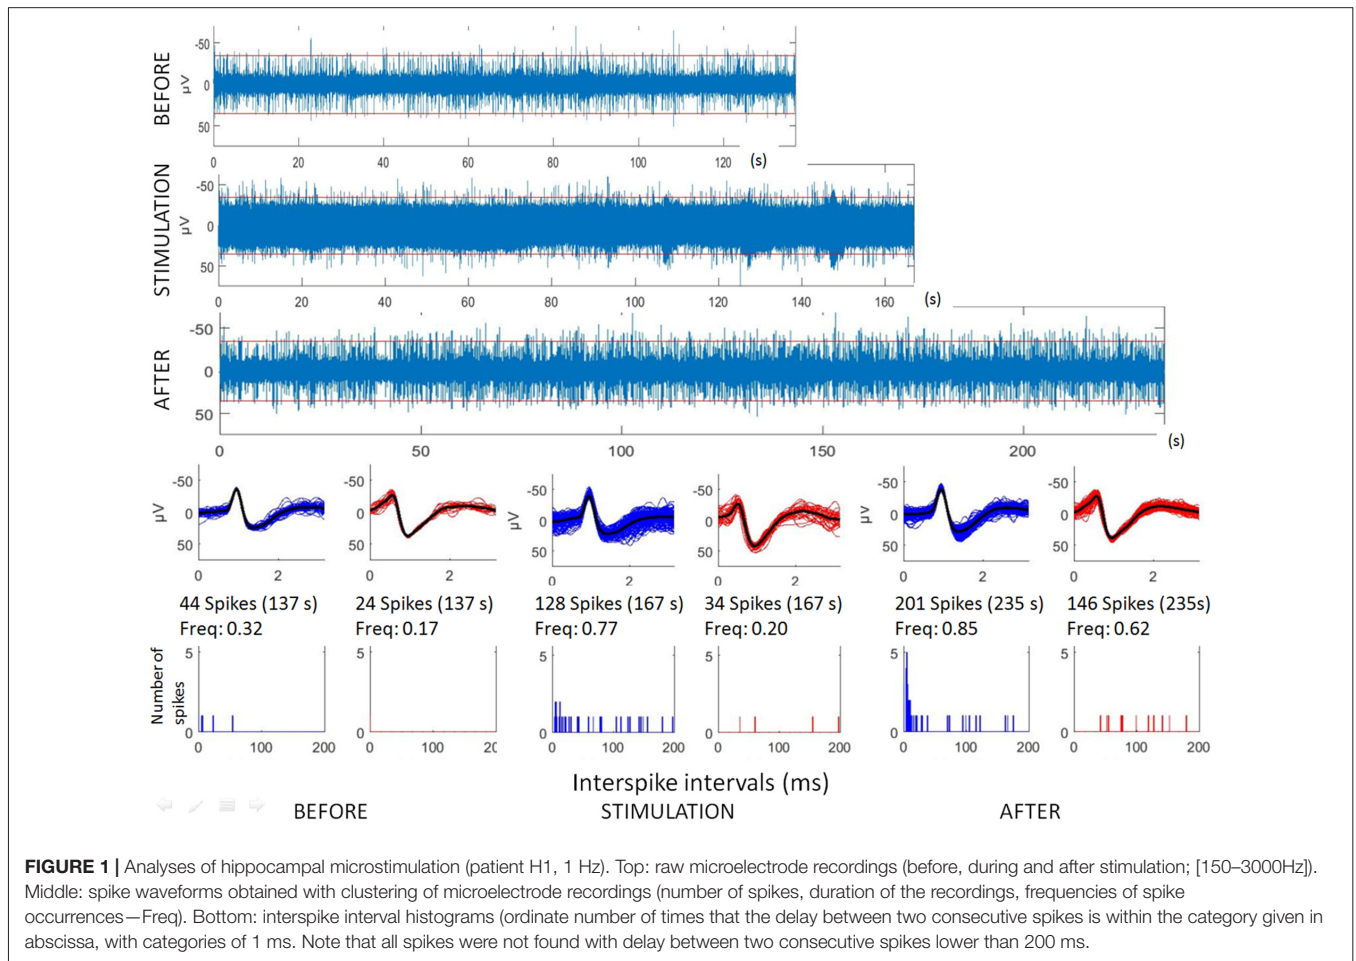 BEFORE
µV
-50
0
50
0 20 40 60 80 100 120 (s)
STIMULATION
µV
-50
0
50
0 20 40 60 80 100 120 140 160 (s)
AFTER
-50
0
50
0 50 100 150 200 (s)
µV -50 -50 µV -50 -50 µV -50 -50
0 0 0 0 0 0
50 50 50 50 50 50
0 2 0 2 0 2 2 0 2 0 2
44 Spikes (137 s) 24 Spikes (137 s) 128 Spikes (167 s) 34 Spikes (167 s) 201 Spikes (235 s) 146 Spikes (235s)
Freq: 0.32 Freq: 0.17 Freq: 0.77 Freq: 0.20 Freq: 0.85 Freq: 0.62
Number of
spikes
5 5 5 5 5 5
0 0 0 0 0 0
0 100 200 0 100 0 100 200 0 100 200 0 100 200 0 100 200
Interspike intervals (ms)
BEFORE STIMULATION AFTER
FIGURE 1 | Analyses of hippocampal microstimulation (patient H1, 1 Hz). Top: raw microelectrode recordings (before, during and after stimulation; [150–3000Hz]).
Middle: spike waveforms obtained with clustering of microelectrode recordings (number of spikes, duration of the recordings, frequencies of spike
occurrences—Freq). Bottom: interspike interval histograms (ordinate number of times that the delay between two consecutive spikes is within the category given in
abscissa, with categories of 1 ms. Note that all spikes were not found with delay between two consecutive spikes lower than 200 ms.